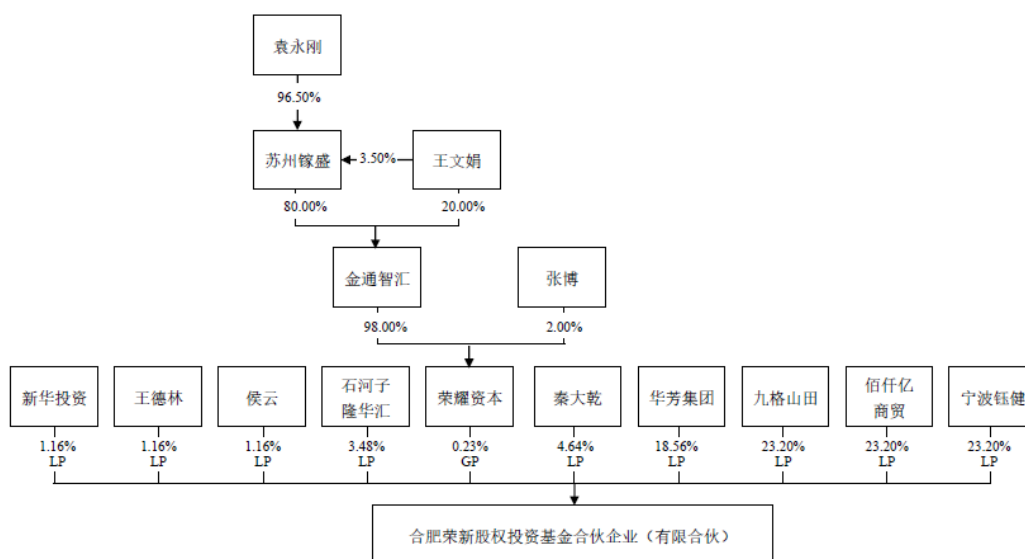 袁永刚
96.50%
苏州镓盛
3.50%
王文娟
80.00%
20.00%
金通智汇
张博
98.00%
2.00%
新华投资
王德林
侯云
石河子
隆华汇
荣耀资本
秦大乾
华芳集团
九格山田
佰仟亿
商贸
宁波钰健
1.16%
LP
1.16%
LP
1.16%
LP
3.48%
LP
0.23%
GP
4.64%
LP
18.56%
LP
23.20%
LP
23.20%
LP
23.20%
LP
合肥荣新股权投资基金合伙企业（有限合伙）